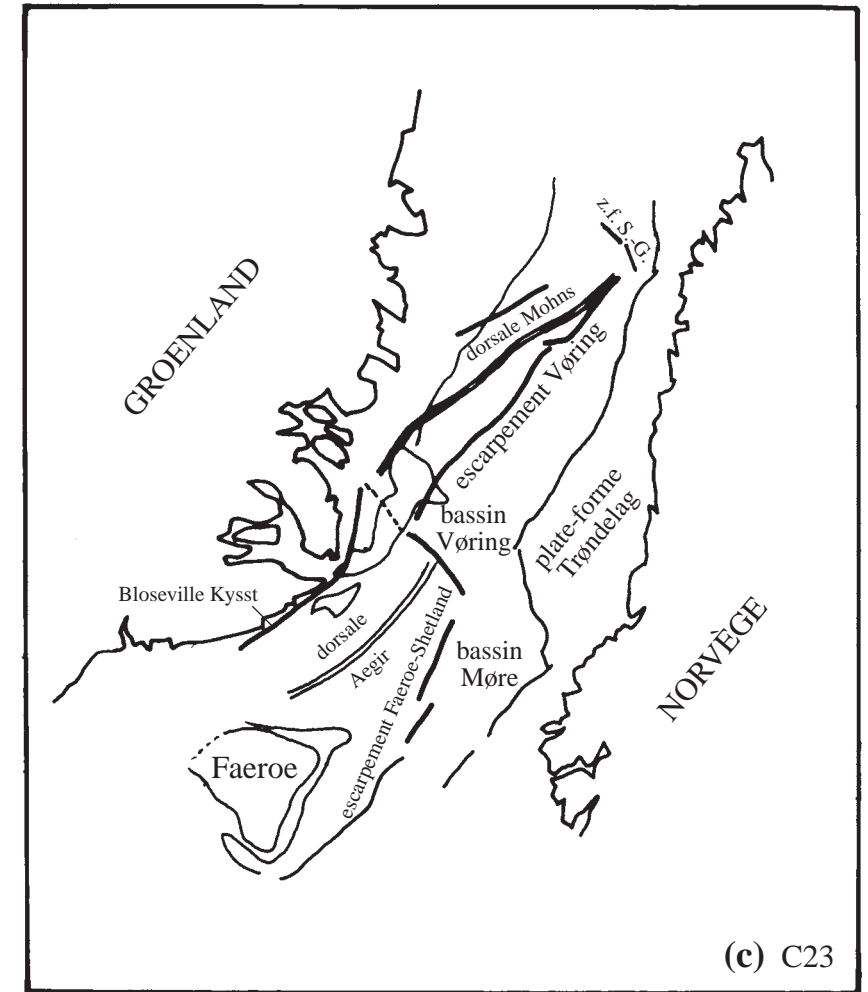 z.f. S.-G.
GROENLAND
dorsale Mohns
escarpement Vøring
bassin
Vøring
plate-forme
Trøndelag
Bloseville Kysst
dorsale
Aegir
escarpement Faeroe-Shetland
bassin
Møre
NORVÈGE
Faeroe
(c) C23